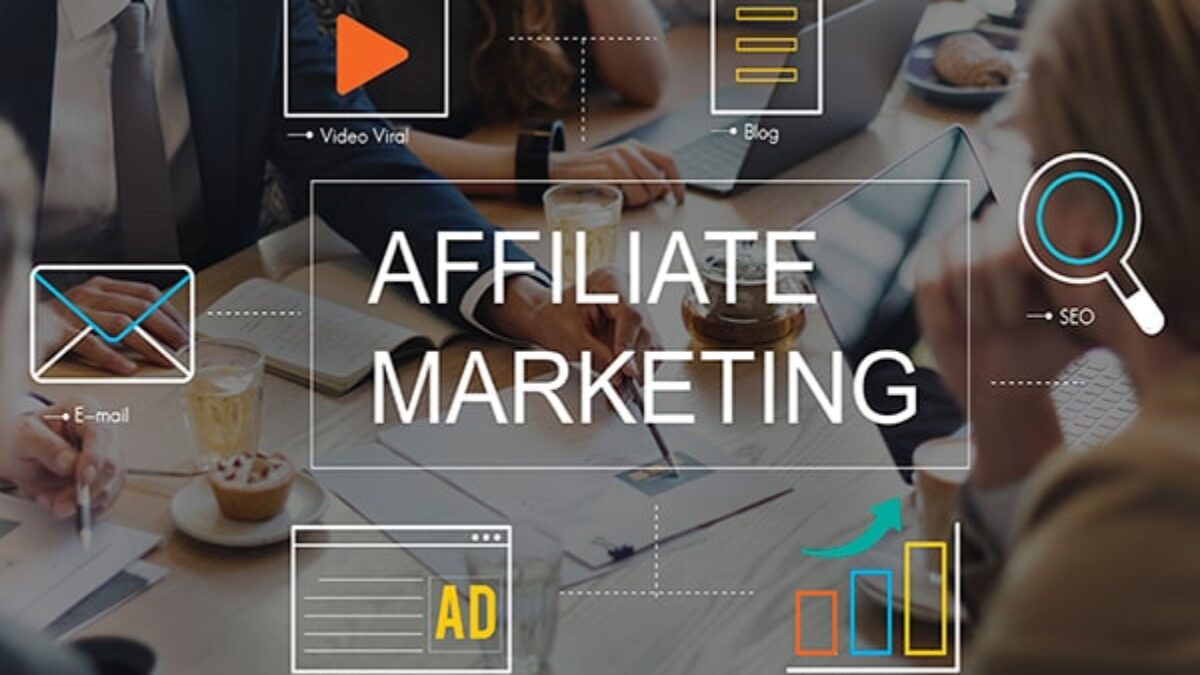 Video Viral
Blog
AFFILIATE
MARKETING
SEO
E-mail
AD